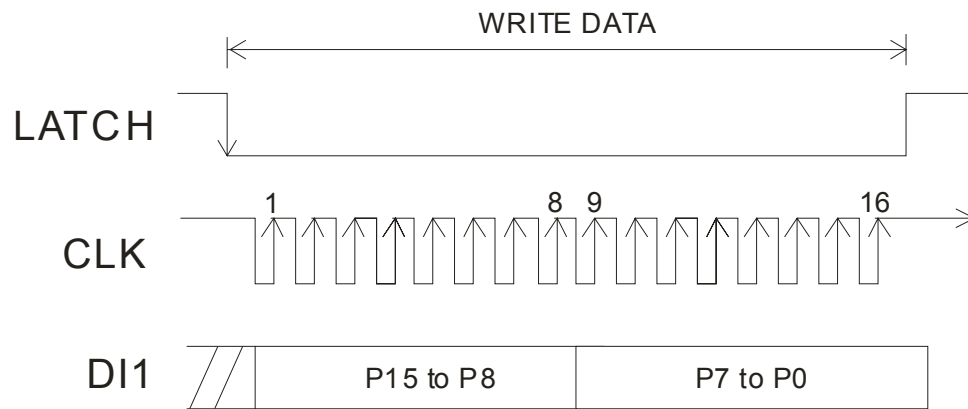 WRITE DATA
LATCH
1 8 9 16
CLK
DI1 P15 to P8 P7 to P0